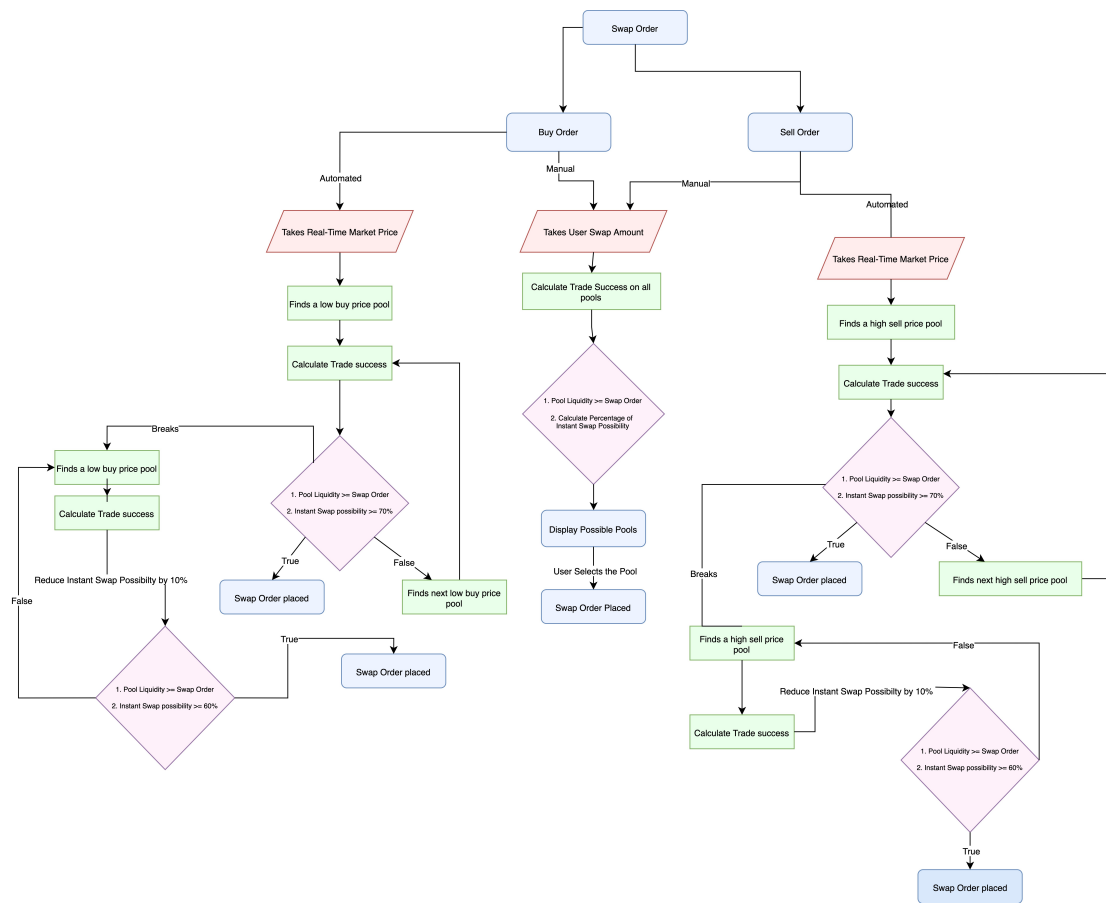 Swap Order
Buy Order
Sell Order
Manual
Manual
Automated
Automated
Takes Real-Time Market Price
Takes User Swap Amount
Takes Real-Time Market Price
Finds a low buy price pool
Calculate Trade Success on all
pools
Finds a high sell price pool
Calculate Trade success
Calculate Trade success
1. Pool Liquidity >= Swap Order
2. Calculate Percentage of
Instant Swap Possibility
Breaks
Finds a low buy price pool
Calculate Trade success
1. Pool Liquidity >= Swap Order
2. Instant Swap possibility >= 70%
1. Pool Liquidity >= Swap Order
2. Instant Swap possibility >= 70%
Display Possible Pools
True
False
True
False
User Selects the Pool
Breaks
Reduce Instant Swap Possibilty by 10%
False
Swap Order placed
Finds next low buy price
pool
Swap Order Placed
Swap Order placed
Finds next high sell price pool
True
Swap Order placed
Finds a high sell price
pool
False
1. Pool Liquidity >= Swap Order
2. Instant Swap possibility >= 60%
Reduce Instant Swap Possibilty by 10%
Calculate Trade success
1. Pool Liquidity >= Swap Order
2. Instant Swap possibility >= 60%
True
Swap Order placed